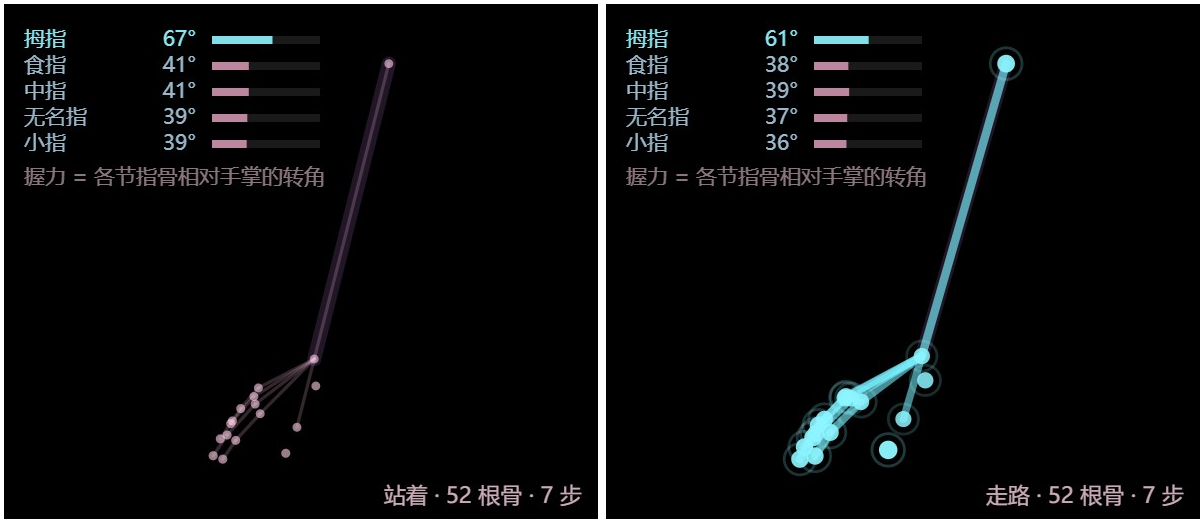 拇指 67°
食指 41°
中指 41°
无名指 39°
小指 39°
握力 = 各节指骨相对手掌的转角
站着 · 52 根骨 · 7 步
拇指 61°
食指 38°
中指 39°
无名指 37°
小指 36°
握力 = 各节指骨相对手掌的转角
走路 · 52 根骨 · 7 步